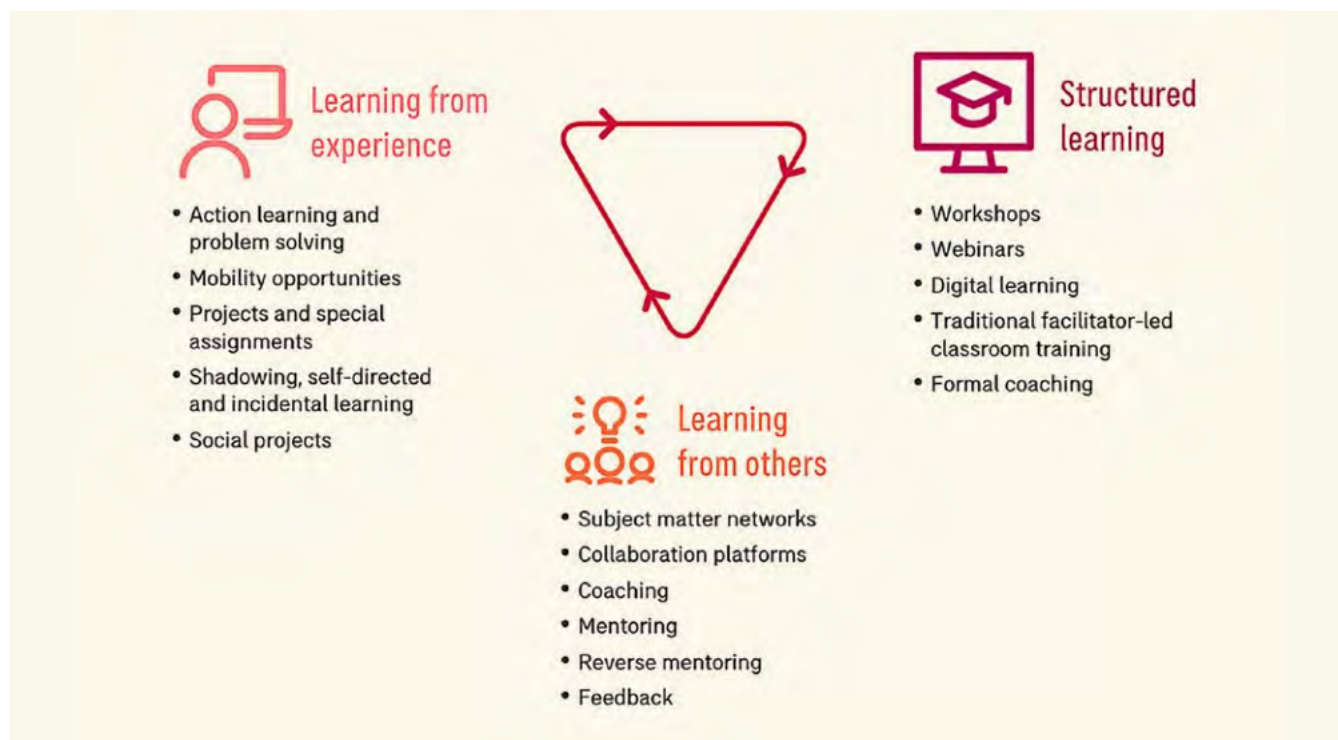 Learning from
experience
• Action learning and
problem solving
• Mobility opportunities
• Projects and special
assignments
• Shadowing, self-directed
and incidental learning
• Social projects
Structured
learning
• Workshops
• Webinars
• Digital learning
• Traditional facilitator-led
classroom training
• Formal coaching
Learning
from others
• Subject matter networks
• Collaboration platforms
• Coaching
• Mentoring
• Reverse mentoring
• Feedback